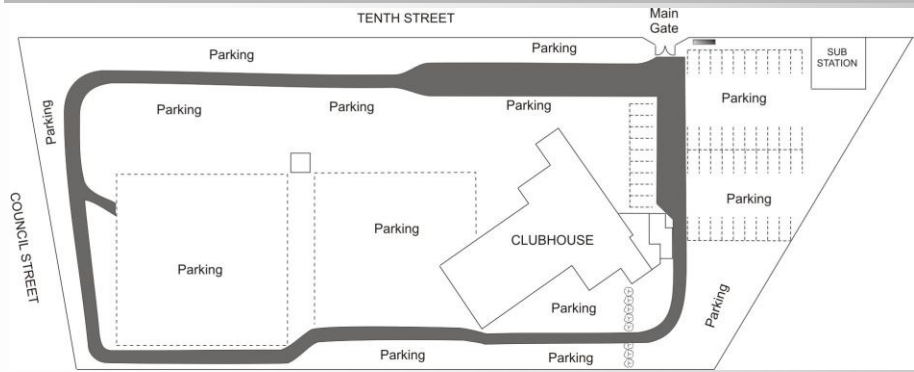 TENTH STREET
Main
Gate
Parking
Parking
SUB
STATION
Parking
Parking
Parking
Parking
Parking
COUNCIL STREET
Parking
Parking
Parking
CLUBHOUSE
Parking
Parking
Parking
Parking